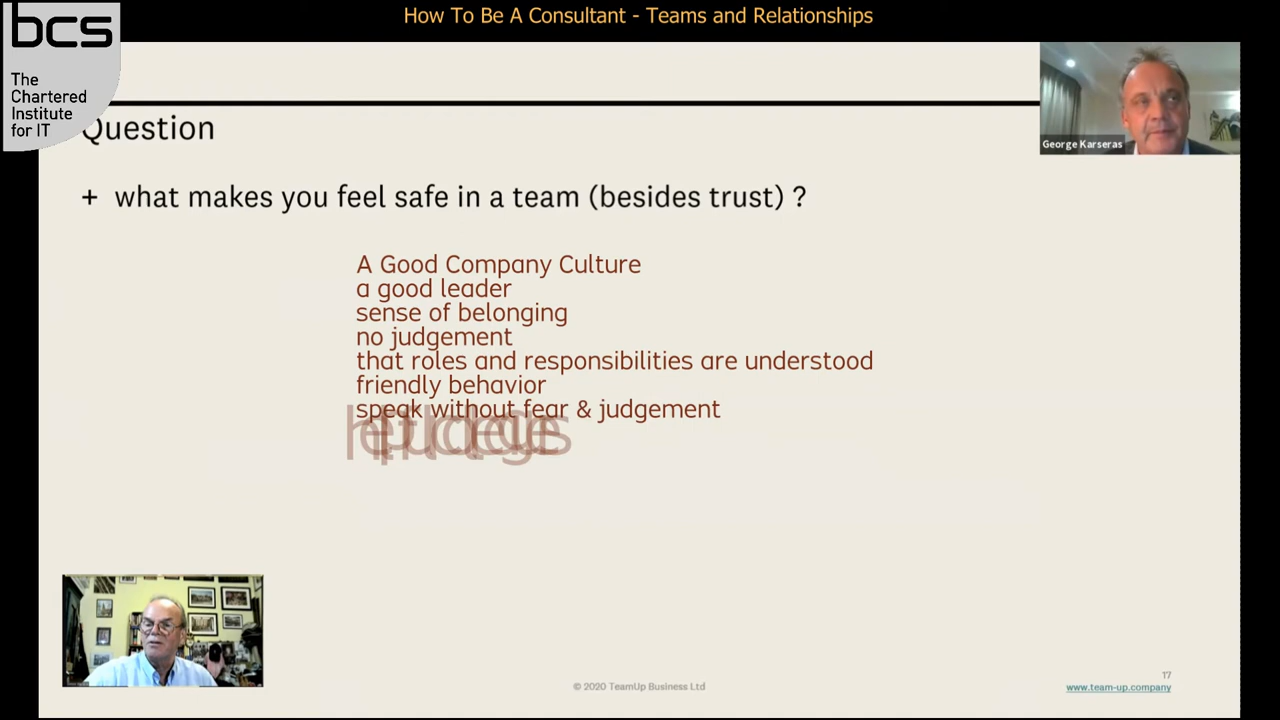 How To Be A Consultant - Teams and Relationships
bcs
The
Chartered
Institute
for IT
George Karseras
Question
+ what makes you feel safe in a team (besides trust) ?
A Good Company Culture
a good leader
sense of belonging
no judgement
that roles and responsibilities are understood
friendly behavior
speak without fear & judgement
17
© 2020 TeamUp Business Ltd
www.team-up.company